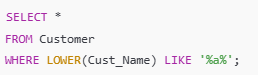 SELECT *
FROM Customer
WHERE LOWER(Cust_Name) LIKE '%a%';